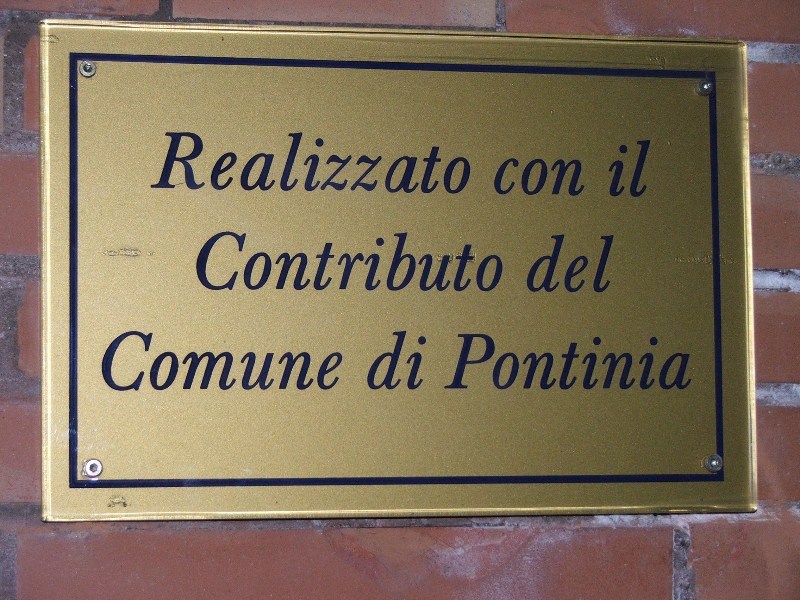 Realizzato con il
Contributo del
Comune di Pontinia